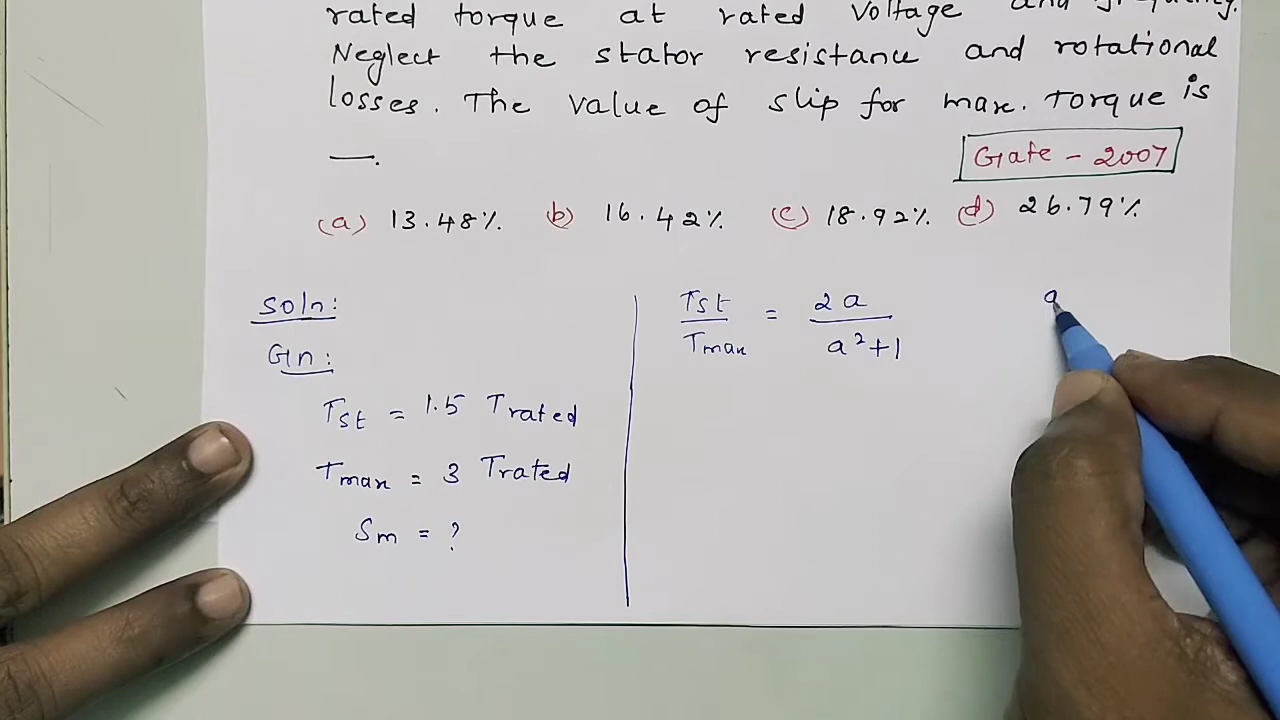 rated torque at rated voltage and
Neglect the stator resistance and rotational
losses. The value of slip for max. Torque is
—.
Gate - 2007
(a) 13.48% (b) 16.42% (c) 18.92% (d) 26.79%
Soln:
Gn:
Tst = 1.5 Trated
Tmax = 3 Trated
Sm = ?
Tst / Tmax = 2a / a²+1
a